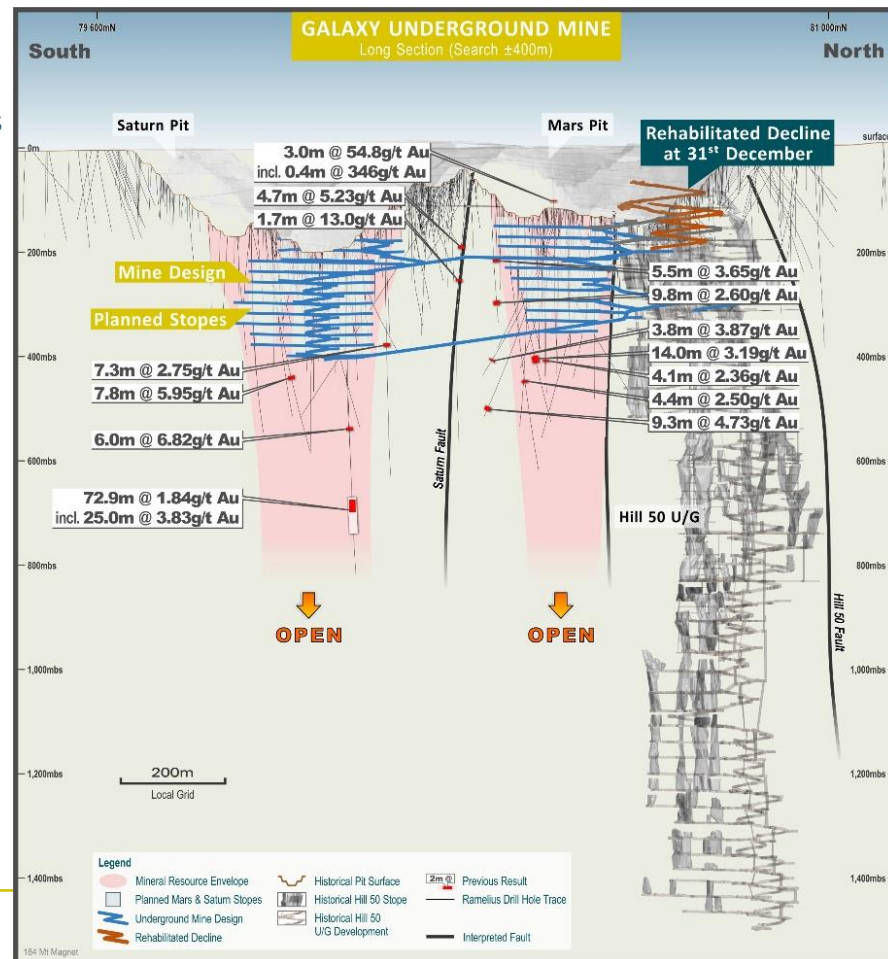 GALAXY UNDERGROUND MINE
Long Section (Search ±400m)
79 600mN
81 000mN
South
North
Saturn Pit
Mars Pit
Rehabilitated Decline
at 31st December
surface
0m
3.0m @ 54.8g/t Au
incl. 0.4m @ 346g/t Au
4.7m @ 5.23g/t Au
1.7m @ 13.0g/t Au
200mbs
200mbs
Mine Design
Planned Stopes
5.5m @ 3.65g/t Au
9.8m @ 2.60g/t Au
3.8m @ 3.87g/t Au
14.0m @ 3.19g/t Au
4.1m @ 2.36g/t Au
4.4m @ 2.50g/t Au
9.3m @ 4.73g/t Au
400mbs
400mbs
7.3m @ 2.75g/t Au
7.8m @ 5.95g/t Au
6.0m @ 6.82g/t Au
72.9m @ 1.84g/t Au
incl. 25.0m @ 3.83g/t Au
Saturn Fault
Hill 50 U/G
Hill 50 Fault
600mbs
600mbs
800mbs
800mbs
OPEN
OPEN
1,000mbs
1,000mbs
200m
Local Grid
1,200mbs
1,200mbs
Legend
Mineral Resource Envelope
Planned Mars & Saturn Stopes
Underground Mine Design
Rehabilitated Decline
Historical Pit Surface
Historical Hill 50 Stope
Historical Hill 50
U/G Development
2m @
Previous Result
Ramelius Drill Hole Trace
Interpreted Fault
1,400mbs
1,400mbs
184 Mt Magnet